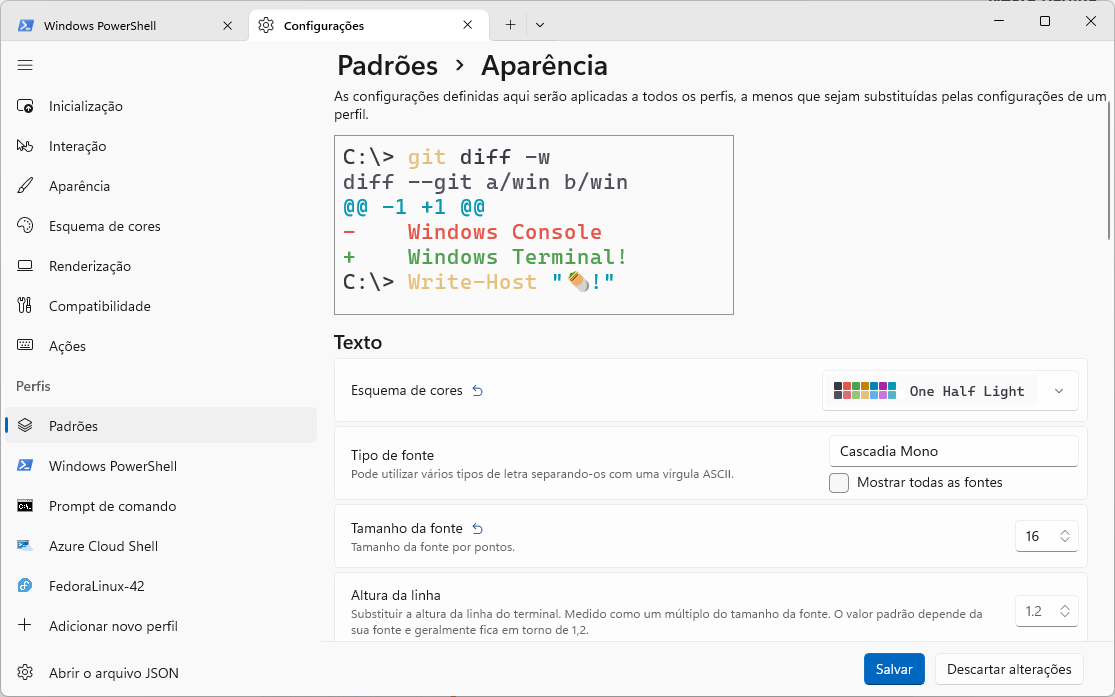 Windows PowerShell
Configurações
Padrões > Aparência
As configurações definidas aqui serão aplicadas a todos os perfis, a menos que sejam substituídas pelas configurações de um
perfil.
Inicialização
Interação
Aparência
Esquema de cores
Renderização
Compatibilidade
Ações
Perfis
Padrões
Windows PowerShell
Prompt de comando
Azure Cloud Shell
FedoraLinux-42
Adicionar novo perfil
Abrir o arquivo JSON
C:\> git diff -w
diff --git a/win b/win
@@ -1 +1 @@
-    Windows Console
+    Windows Terminal!
C:\> Write-Host "🌯!"
Texto
Esquema de cores
One Half Light
Tipo de fonte
Pode utilizar vários tipos de letra separando-os com uma vírgula ASCII.
Cascadia Mono
Mostrar todas as fontes
Tamanho da fonte
Tamanho da fonte por pontos.
16
Altura da linha
Substituir a altura da linha do terminal. Medido como um múltiplo do tamanho da fonte. O valor padrão depende da
sua fonte e geralmente fica em torno de 1,2.
1.2
Salvar
Descartar alterações